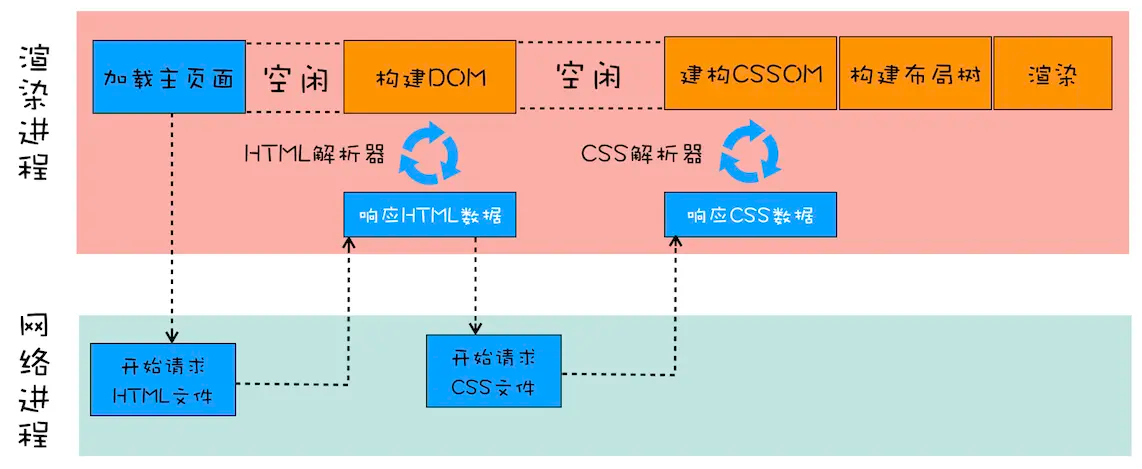 渲染进程
加载主页面
空闲
构建DOM
空闲
建构CSSOM
构建布局树
渲染
HTML解析器
CSS解析器
响应HTML数据
响应CSS数据
网络进程
开始请求
HTML文件
开始请求
CSS文件